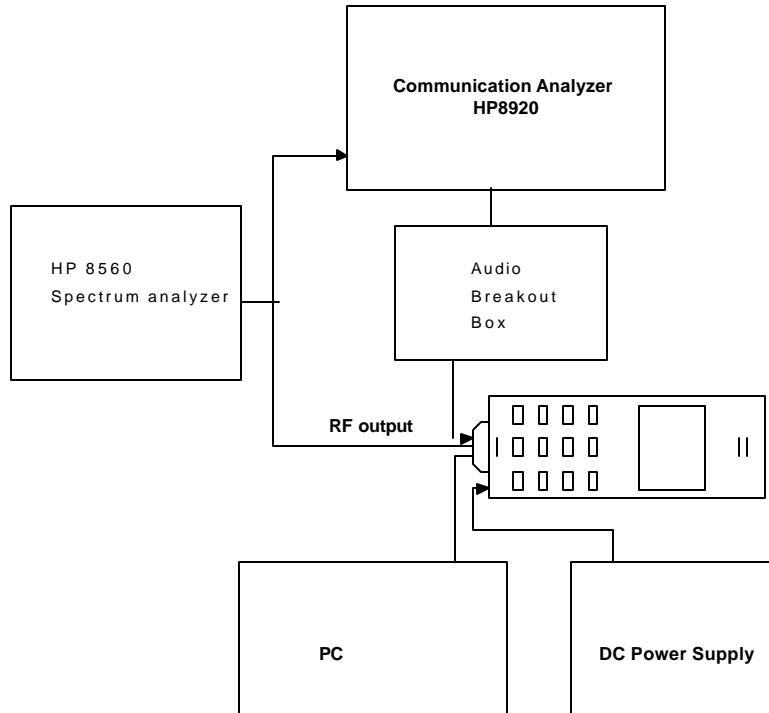 Communication Analyzer
HP8920
HP 8560
Spectrum analyzer
Audio
Breakout
Box
RF output
PC
DC Power Supply